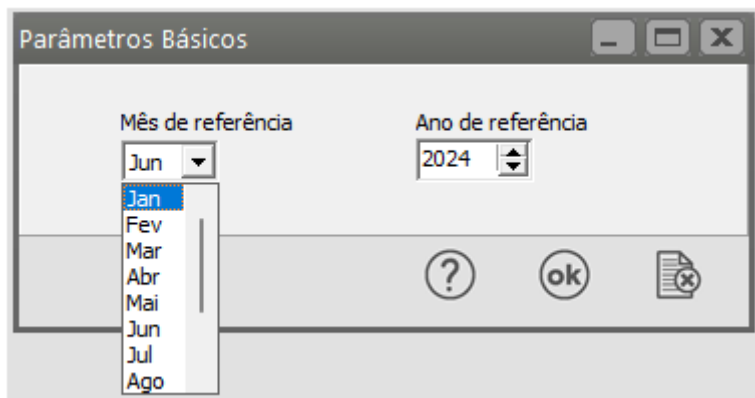 Parâmetros Básicos
Mês de referência
Ano de referência
Jun
2024
Jan
Fev
Mar
Abr
Mai
Jun
Jul
Ago
?
ok